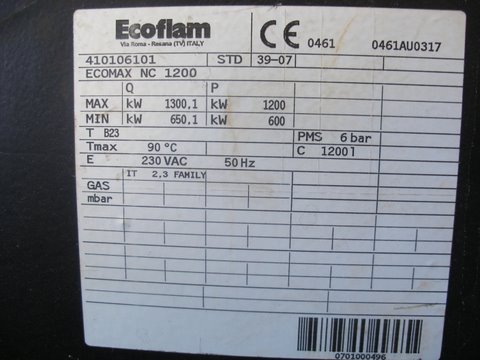 Ecoflam
Via Roma - Resana (TV) ITALY
CE 0461 0461AU0317
410106101 STD 39-07
ECOMAX NC 1200
Q P
MAX kW 1300,1 kW 1200
MIN kW 650,1 kW 600
T B23 PMS 6 bar
Tmax 90 °C C 1200 l
E 230 VAC 50 Hz
IT 2,3 FAMILY
GAS
mbar
0701000496